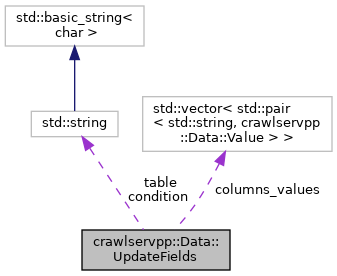 std::basic_string<
char >
std::string
std::vector< std::pair
< std::string, crawlservpp
::Data::Value > >
table
condition
columns_values
crawlservpp::Data::
UpdateFields